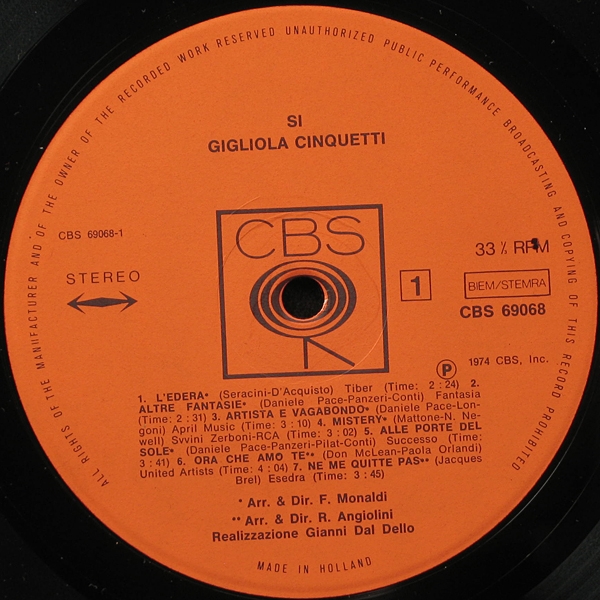 ALL RIGHTS OF THE MANUFACTURER AND OF THE OWNER OF THE RECORDED WORK RESERVED UNAUTHORIZED PUBLIC PERFORMANCE BROADCASTING AND COPYING OF THIS RECORD PROHIBITED
SI
GIGLIOLA CINQUETTI
CBS
CBS 69068-1
STEREO
33⅓ RPM
1
BIEM/STEMRA
CBS 69068
Ⓟ 1974 CBS, Inc.
1. L'EDERA* (Seracini-D'Acquisto) Tiber (Time: 2:24) 2.
ALTRE FANTASIE* (Daniele Pace-Panzeri-Conti) Fantasia
(Time: 2:31) 3. ARTISTA E VAGABONDO* (Daniele Pace-Lon-
goni) April Music (Time: 3:10) 4. MISTERY* (Mattone-N. Ne-
well) Svvini Zerboni-RCA (Time: 3:02) 5. ALLE PORTE DEL
SOLE* (Daniele Pace-Panzeri-Pilat-Conti) Successo (Time:
3:41) 6. ORA CHE AMO TE** (Don McLean-Paola Orlandi)
United Artists (Time: 4:04) 7. NE ME QUITTE PAS** (Jacques
Brel) Esedra (Time: 3:45)
* Arr. & Dir. F. Monaldi
** Arr. & Dir. R. Angiolini
Realizzazione Gianni Dal Dello
MADE IN HOLLAND